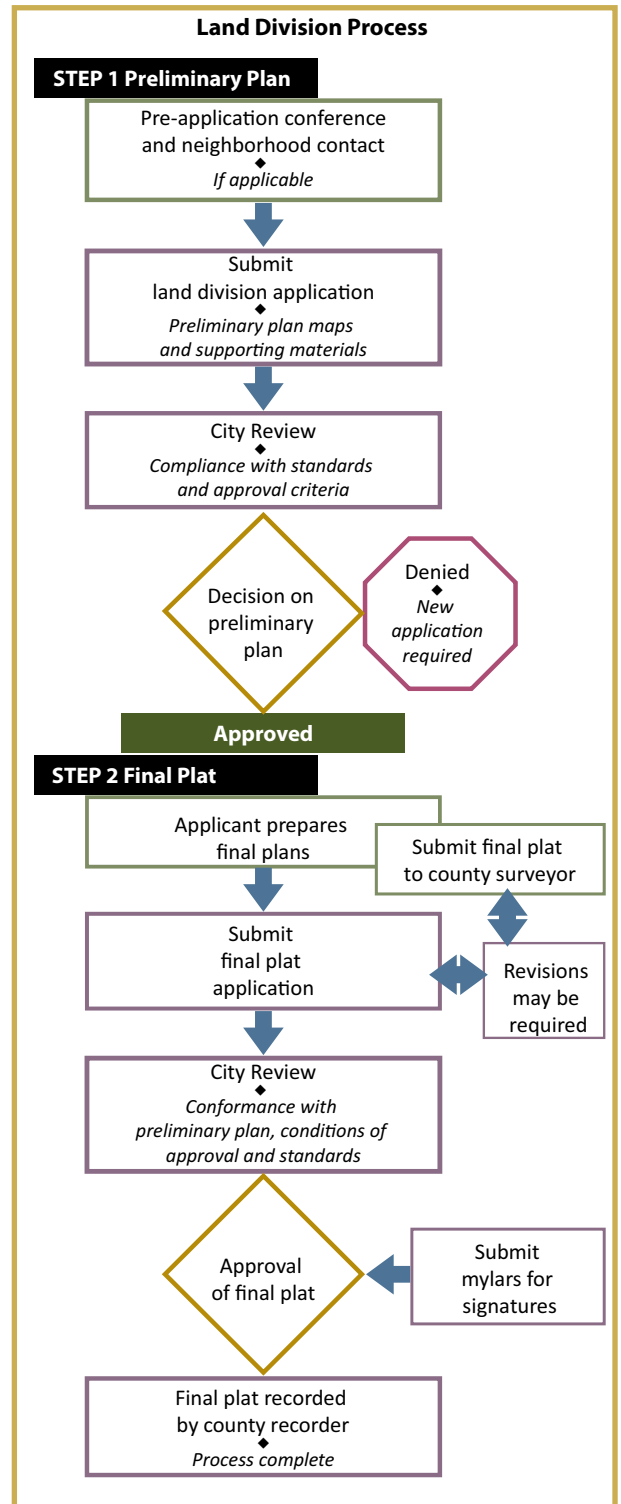 Land Division Process
STEP 1 Preliminary Plan
Pre-application conference
and neighborhood contact
If applicable
Submit
land division application
Preliminary plan maps
and supporting materials
City Review
Compliance with standards
and approval criteria
Decision on
preliminary
plan
Denied
New
application
required
Approved
STEP 2 Final Plat
Applicant prepares
final plans
Submit final plat
to county surveyor
Submit
final plat
application
Revisions
may be
required
City Review
Conformance with
preliminary plan, conditions of
approval and standards
Approval
of final plat
Submit
mylars for
signatures
Final plat recorded
by county recorder
Process complete